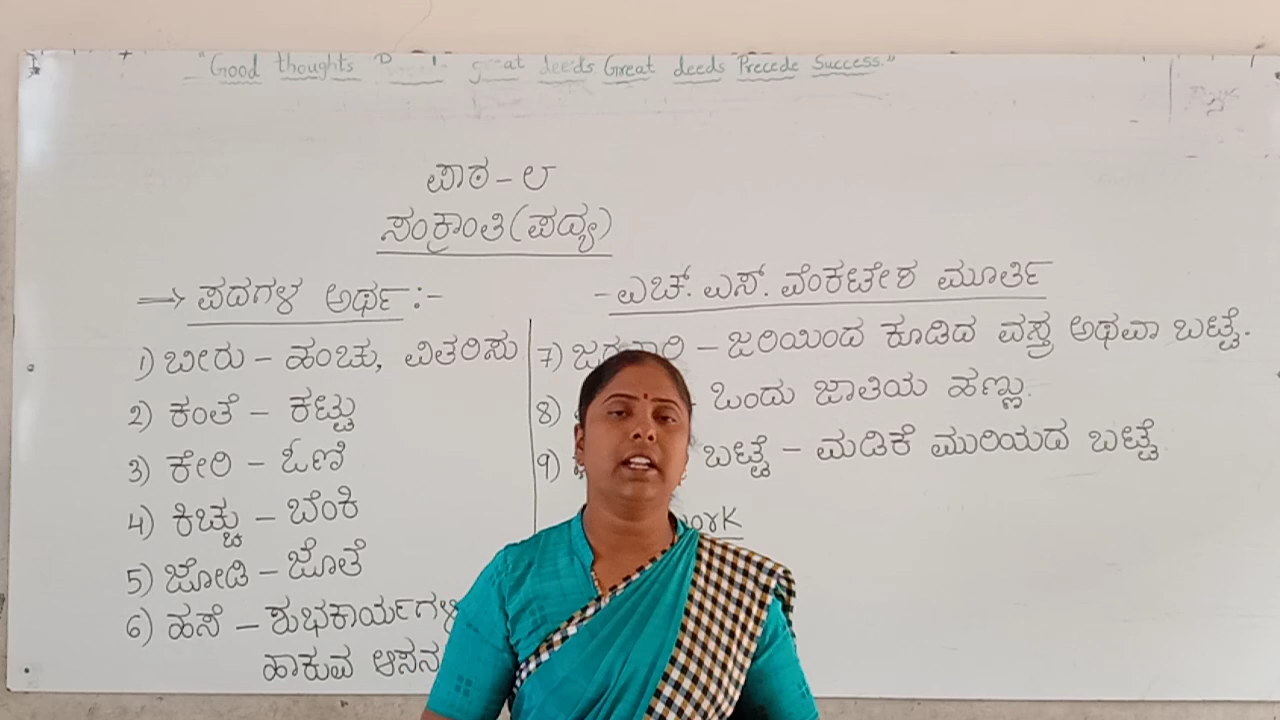 "Good thoughts great deeds Great deeds Precede Success."
ಪಾಠ - ೮
ಸಂಕ್ರಾಂತಿ (ಪದ್ಯ)
- ಎಚ್. ಎಸ್. ವೆಂಕಟೇಶ ಮೂರ್ತಿ
→ ಪದಗಳ ಅರ್ಥ :-
1) ಬೀರು - ಹಂಚು, ವಿತರಿಸು
2) ಕಂತೆ - ಕಟ್ಟು
3) ಕೇರಿ - ಓಣಿ
4) ಕಿಚ್ಚು - ಬೆಂಕಿ
5) ಜೋಡಿ - ಜೊತೆ
6) ಹಸೆ - ಶುಭಕಾರ್ಯಗಳ
ಹಾಕುವ ಆಸನ
7) - ಜರಿಯಿಂದ ಕೂಡಿದ ವಸ್ತ್ರ ಅಥವಾ ಬಟ್ಟೆ.
8) - ಒಂದು ಜಾತಿಯ ಹಣ್ಣು.
9) ಬಟ್ಟೆ - ಮಡಿಕೆ ಮುರಿಯದ ಬಟ್ಟೆ